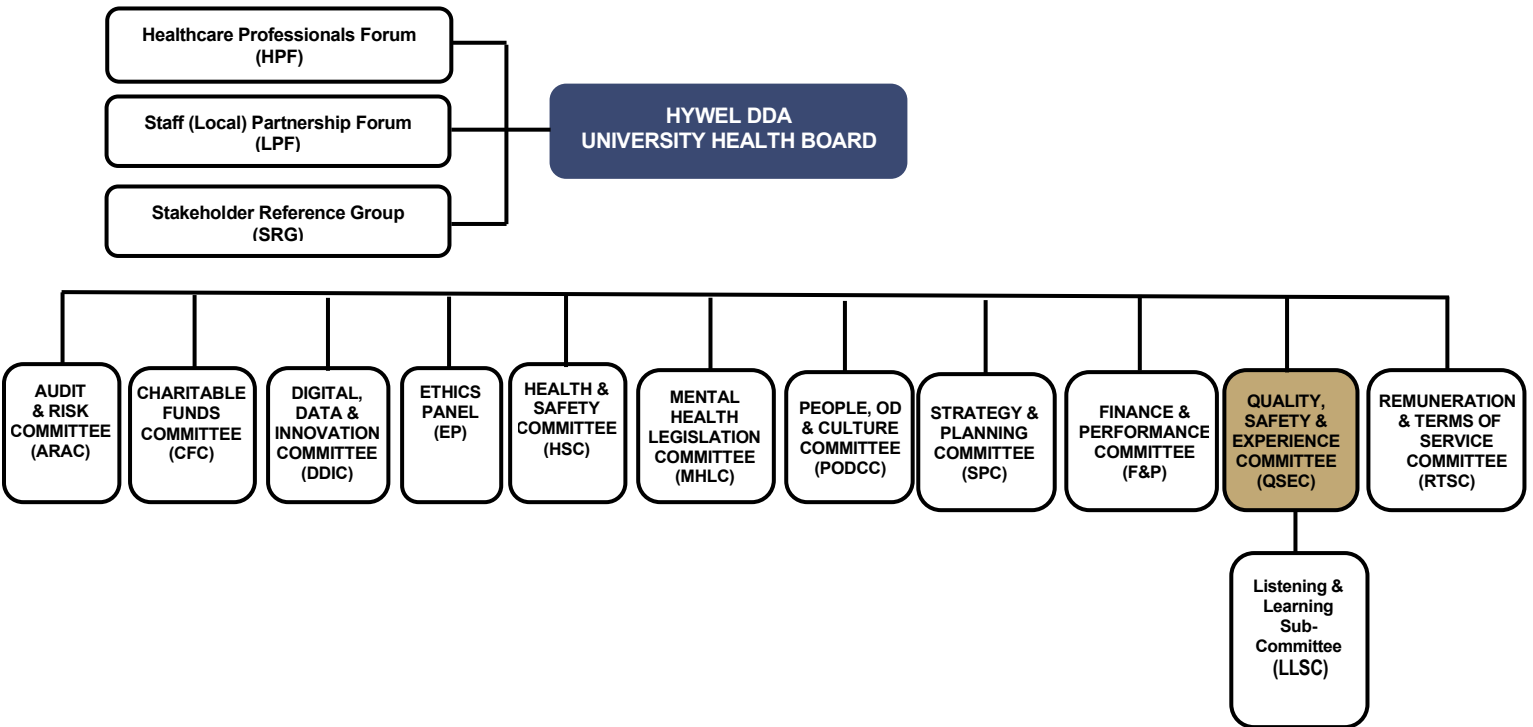 Healthcare Professionals Forum
(HPF)
HYWEL DDA
UNIVERSITY HEALTH BOARD
Staff (Local) Partnership Forum
(LPF)
Stakeholder Reference Group
(SRG)
AUDIT
& RISK
COMMITTEE
(ARAC)
CHARITABLE
FUNDS
COMMITTEE
(CFC)
DIGITAL,
DATA &
INNOVATION
COMMITTEE
(DDIC)
ETHICS
PANEL
(EP)
HEALTH &
SAFETY
COMMITTEE
(HSC)
MENTAL
HEALTH
LEGISLATION
COMMITTEE
(MHLC)
PEOPLE, OD
& CULTURE
COMMITTEE
(PODCC)
STRATEGY &
PLANNING
COMMITTEE
(SPC)
FINANCE &
PERFORMANCE
COMMITTEE
(F&P)
QUALITY,
SAFETY &
EXPERIENCE
COMMITTEE
(QSEC)
REMUNERATION
& TERMS OF
SERVICE
COMMITTEE
(RTSC)
Listening &
Learning
Sub-
Committee
(LLSC)